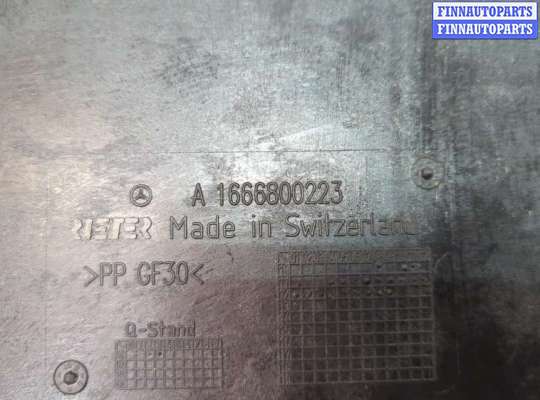 FINNAUTOPARTS
FINNAUTOPARTS
A 1666800223
RIETER Made in Switzerland
>PP GF30<
Q-Stand